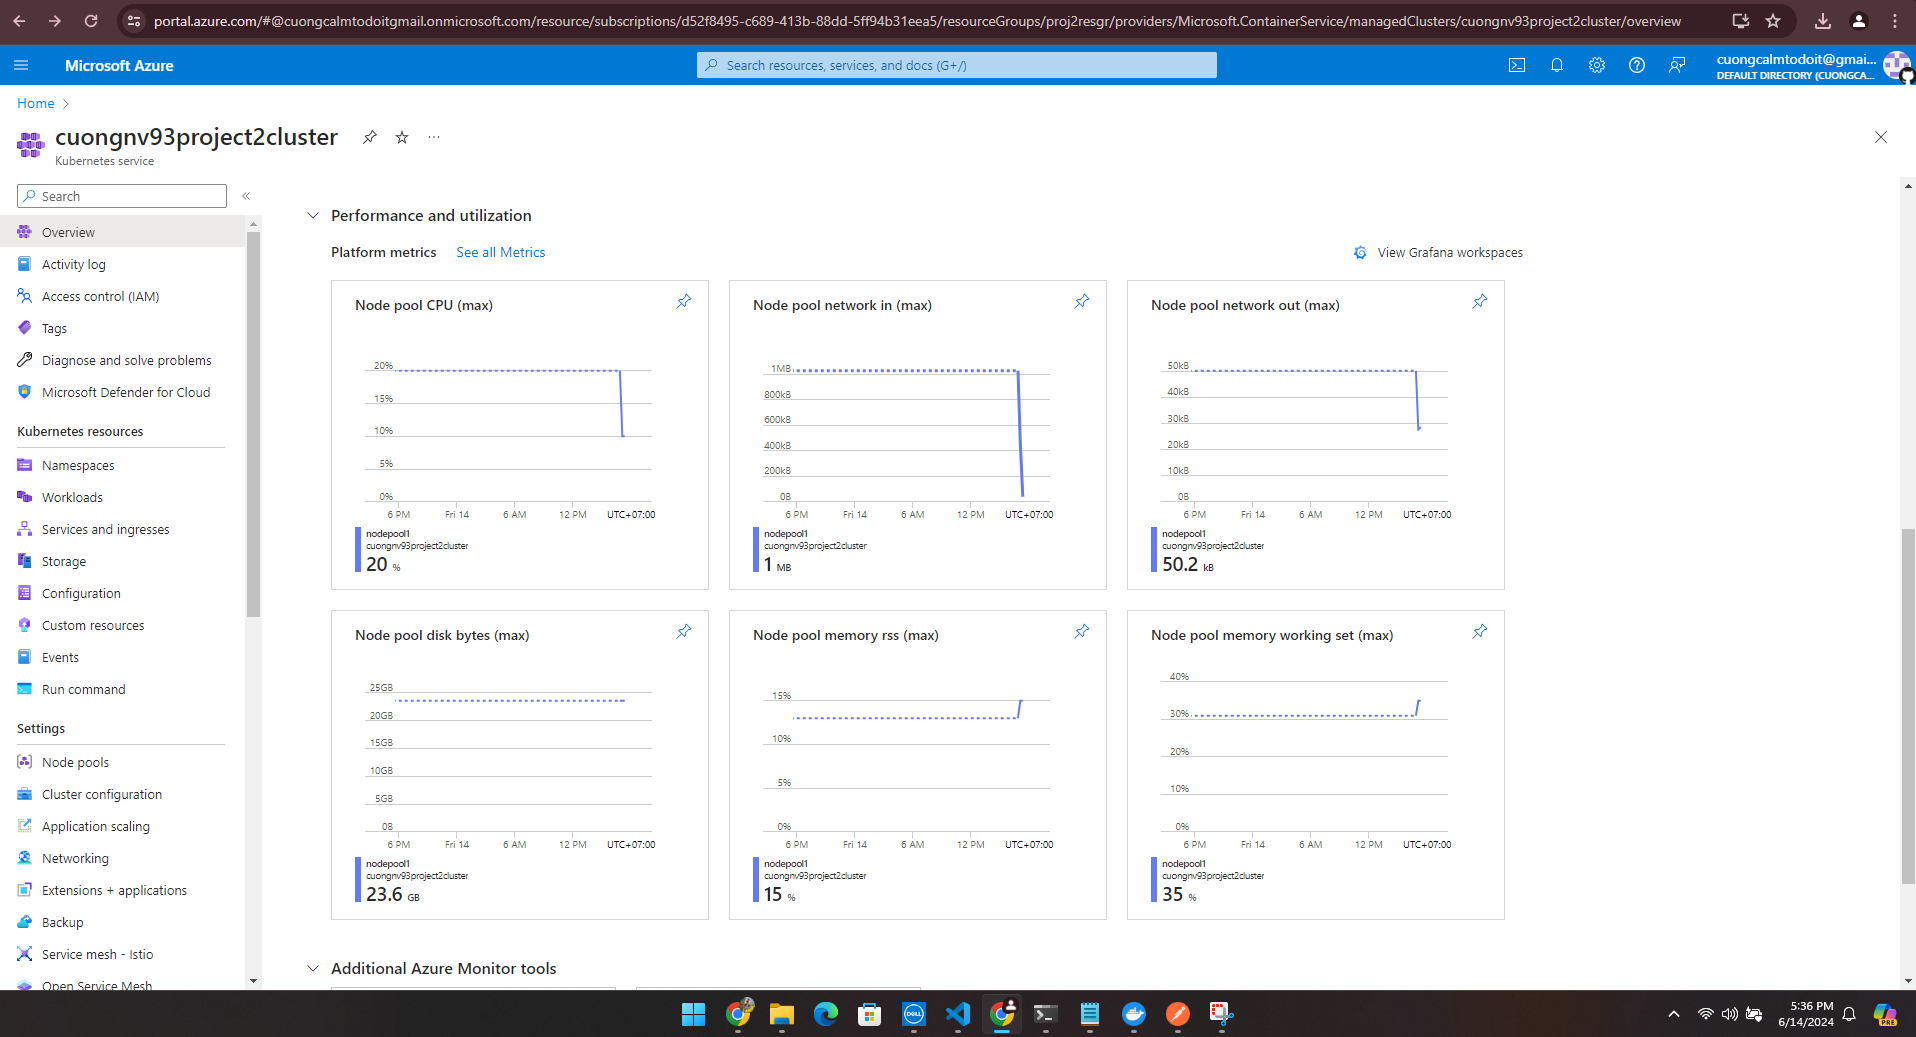 portal.azure.com/#@cuongcalmtodoitgmail.onmicrosoft.com/resource/subscriptions/d52f8495-c689-413b-88dd-5ff94b31eea5/resourceGroups/proj2resgr/providers/Microsoft.ContainerService/managedClusters/cuongnv93project2cluster/overview
Microsoft Azure
Search resources, services, and docs (G+/)
cuongcalmtodoit@gmai...
DEFAULT DIRECTORY (CUONGCA...
Home
cuongnv93project2cluster
Kubernetes service
Search
Overview
Activity log
Access control (IAM)
Tags
Diagnose and solve problems
Microsoft Defender for Cloud
Kubernetes resources
Namespaces
Workloads
Services and ingresses
Storage
Configuration
Custom resources
Events
Run command
Settings
Node pools
Cluster configuration
Application scaling
Networking
Extensions + applications
Backup
Service mesh - Istio
Open Service Mesh
Performance and utilization
Platform metrics
See all Metrics
View Grafana workspaces
Node pool CPU (max)
20%
15%
10%
5%
0%
6 PM Fri 14 6 AM 12 PM UTC+07:00
nodepool1
cuongnv93project2cluster
20 %
Node pool network in (max)
1MB
800kB
600kB
400kB
200kB
0B
6 PM Fri 14 6 AM 12 PM UTC+07:00
nodepool1
cuongnv93project2cluster
1 MB
Node pool network out (max)
50kB
40kB
30kB
20kB
10kB
0B
6 PM Fri 14 6 AM 12 PM UTC+07:00
nodepool1
cuongnv93project2cluster
50.2 kB
Node pool disk bytes (max)
25GB
20GB
15GB
10GB
5GB
0B
6 PM Fri 14 6 AM 12 PM UTC+07:00
nodepool1
cuongnv93project2cluster
23.6 GB
Node pool memory rss (max)
15%
10%
5%
0%
6 PM Fri 14 6 AM 12 PM UTC+07:00
nodepool1
cuongnv93project2cluster
15 %
Node pool memory working set (max)
40%
30%
20%
10%
0%
6 PM Fri 14 6 AM 12 PM UTC+07:00
nodepool1
cuongnv93project2cluster
35 %
Additional Azure Monitor tools
DELL
5:36 PM
6/14/2024
PRE